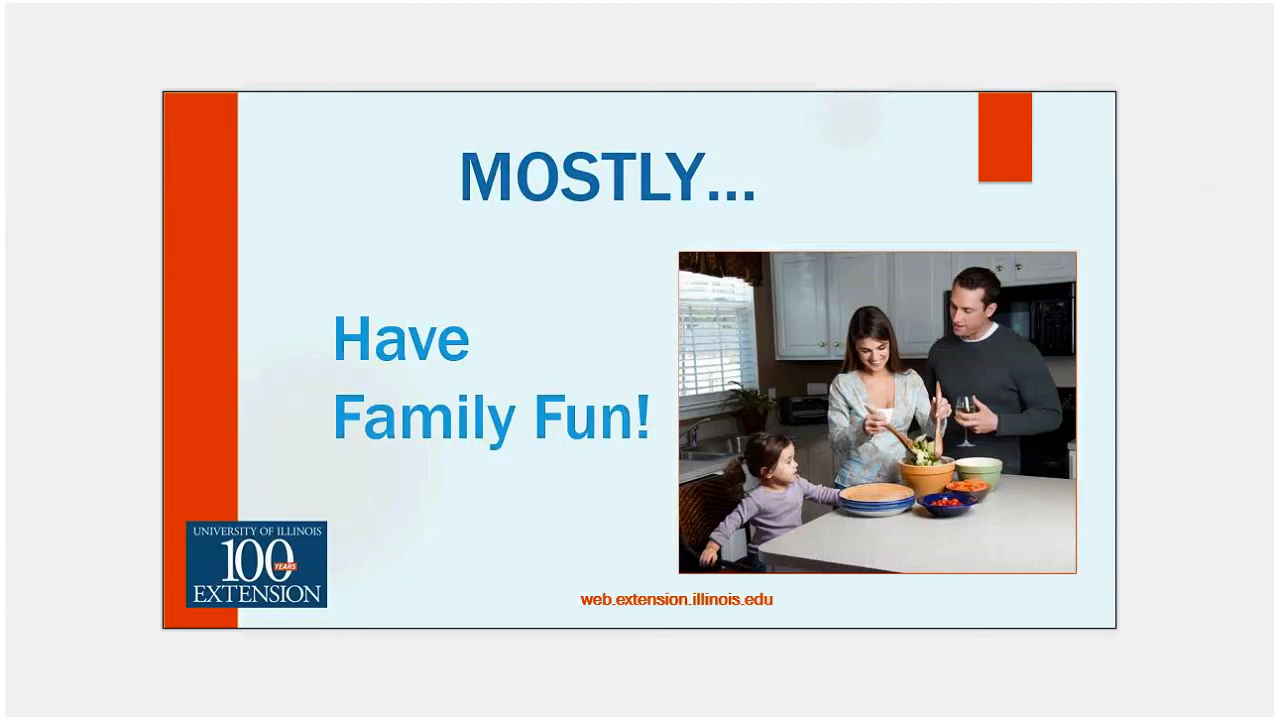 MOSTLY...
Have
Family Fun!
UNIVERSITY OF ILLINOIS
100 YEARS
EXTENSION
web.extension.illinois.edu